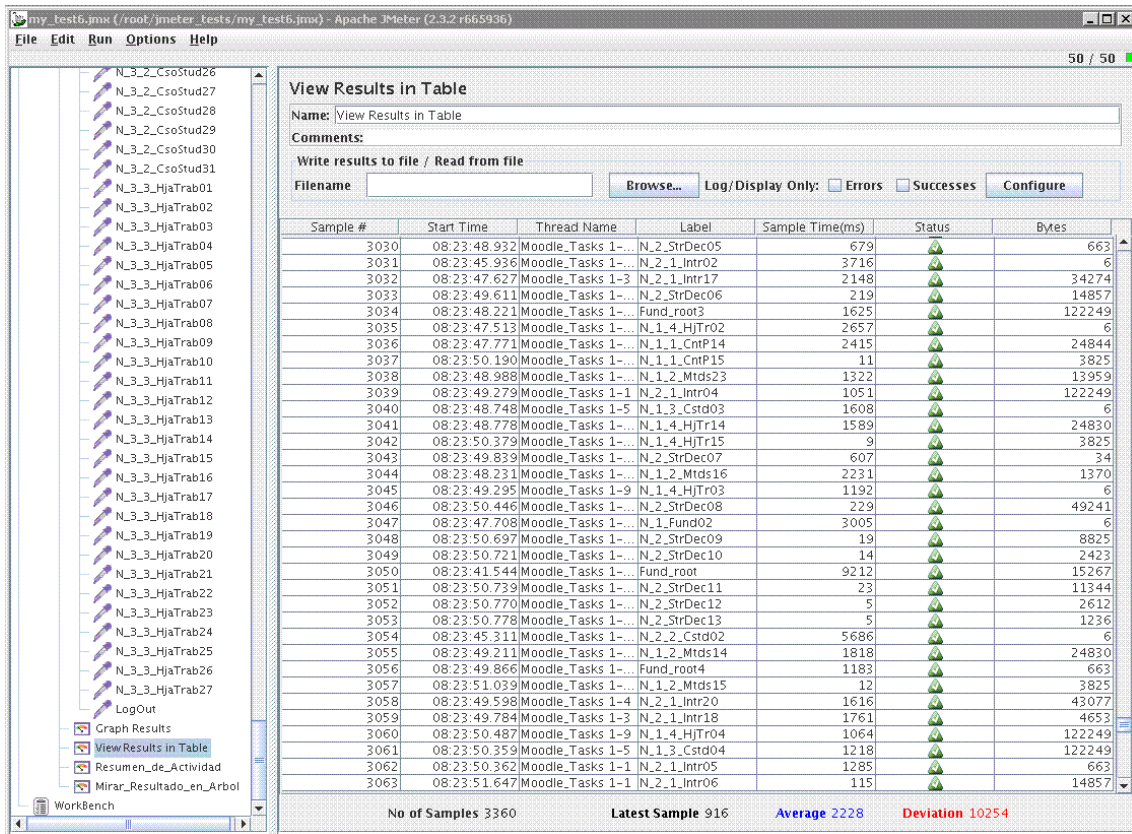 my_test6.jmx (/root/jmeter_tests/my_test6.jmx) - Apache JMeter (2.3.2 r665936)
File Edit Run Options Help
50 / 50
N_3_2_CsoStud26
N_3_2_CsoStud27
N_3_2_CsoStud28
N_3_2_CsoStud29
N_3_2_CsoStud30
N_3_2_CsoStud31
N_3_3_HjaTrab01
N_3_3_HjaTrab02
N_3_3_HjaTrab03
N_3_3_HjaTrab04
N_3_3_HjaTrab05
N_3_3_HjaTrab06
N_3_3_HjaTrab07
N_3_3_HjaTrab08
N_3_3_HjaTrab09
N_3_3_HjaTrab10
N_3_3_HjaTrab11
N_3_3_HjaTrab12
N_3_3_HjaTrab13
N_3_3_HjaTrab14
N_3_3_HjaTrab15
N_3_3_HjaTrab16
N_3_3_HjaTrab17
N_3_3_HjaTrab18
N_3_3_HjaTrab19
N_3_3_HjaTrab20
N_3_3_HjaTrab21
N_3_3_HjaTrab22
N_3_3_HjaTrab23
N_3_3_HjaTrab24
N_3_3_HjaTrab25
N_3_3_HjaTrab26
N_3_3_HjaTrab27
LogOut
Graph Results
View Results in Table
Resumen_de_Actividad
Mirar_Resultado_en_Arbol
WorkBench
View Results in Table
Name: View Results in Table
Comments:
Write results to file / Read from file
Filename Browse... Log/Display Only: Errors Successes Configure
Sample # Start Time Thread Name Label Sample Time(ms) Status Bytes
3030 08:23:48.932 Moodle_Tasks 1-... N_2_StrDec05 679 663
3031 08:23:45.936 Moodle_Tasks 1-... N_2_1_Intr02 3716 6
3032 08:23:47.627 Moodle_Tasks 1-3 N_2_1_Intr17 2148 34274
3033 08:23:49.611 Moodle_Tasks 1-... N_2_StrDec06 219 14857
3034 08:23:48.221 Moodle_Tasks 1-... Fund_root3 1625 122249
3035 08:23:47.513 Moodle_Tasks 1-... N_1_4_HjTr02 2657 6
3036 08:23:47.771 Moodle_Tasks 1-... N_1_1_CntP14 2415 24844
3037 08:23:50.190 Moodle_Tasks 1-... N_1_1_CntP15 11 3825
3038 08:23:48.988 Moodle_Tasks 1-... N_1_2_Mtds23 1322 13959
3039 08:23:49.279 Moodle_Tasks 1-1 N_2_1_Intr04 1051 122249
3040 08:23:48.748 Moodle_Tasks 1-5 N_1_3_Cstd03 1608 6
3041 08:23:48.778 Moodle_Tasks 1-... N_1_4_HjTr14 1589 24830
3042 08:23:50.379 Moodle_Tasks 1-... N_1_4_HjTr15 9 3825
3043 08:23:49.839 Moodle_Tasks 1-... N_2_StrDec07 607 34
3044 08:23:48.231 Moodle_Tasks 1-... N_1_2_Mtds16 2231 1370
3045 08:23:49.295 Moodle_Tasks 1-9 N_1_4_HjTr03 1192 6
3046 08:23:50.446 Moodle_Tasks 1-... N_2_StrDec08 229 49241
3047 08:23:47.708 Moodle_Tasks 1-... N_1_Fund02 3005 6
3048 08:23:50.697 Moodle_Tasks 1-... N_2_StrDec09 19 8825
3049 08:23:50.721 Moodle_Tasks 1-... N_2_StrDec10 14 2423
3050 08:23:41.544 Moodle_Tasks 1-... Fund_root 9212 15267
3051 08:23:50.739 Moodle_Tasks 1-... N_2_StrDec11 23 11344
3052 08:23:50.770 Moodle_Tasks 1-... N_2_StrDec12 5 2612
3053 08:23:50.778 Moodle_Tasks 1-... N_2_StrDec13 5 1236
3054 08:23:45.311 Moodle_Tasks 1-... N_2_2_Cstd02 5686 6
3055 08:23:49.211 Moodle_Tasks 1-... N_1_2_Mtds14 1818 24830
3056 08:23:49.866 Moodle_Tasks 1-... Fund_root4 1183 663
3057 08:23:51.039 Moodle_Tasks 1-... N_1_2_Mtds15 12 3825
3058 08:23:49.598 Moodle_Tasks 1-4 N_2_1_Intr20 1616 43077
3059 08:23:49.784 Moodle_Tasks 1-3 N_2_1_Intr18 1761 4653
3060 08:23:50.487 Moodle_Tasks 1-9 N_1_4_HjTr04 1064 122249
3061 08:23:50.359 Moodle_Tasks 1-5 N_1_3_Cstd04 1218 122249
3062 08:23:50.362 Moodle_Tasks 1-1 N_2_1_Intr05 1285 663
3063 08:23:51.647 Moodle_Tasks 1-1 N_2_1_Intr06 115 14857
No of Samples 3360 Latest Sample 916 Average 2228 Deviation 10254